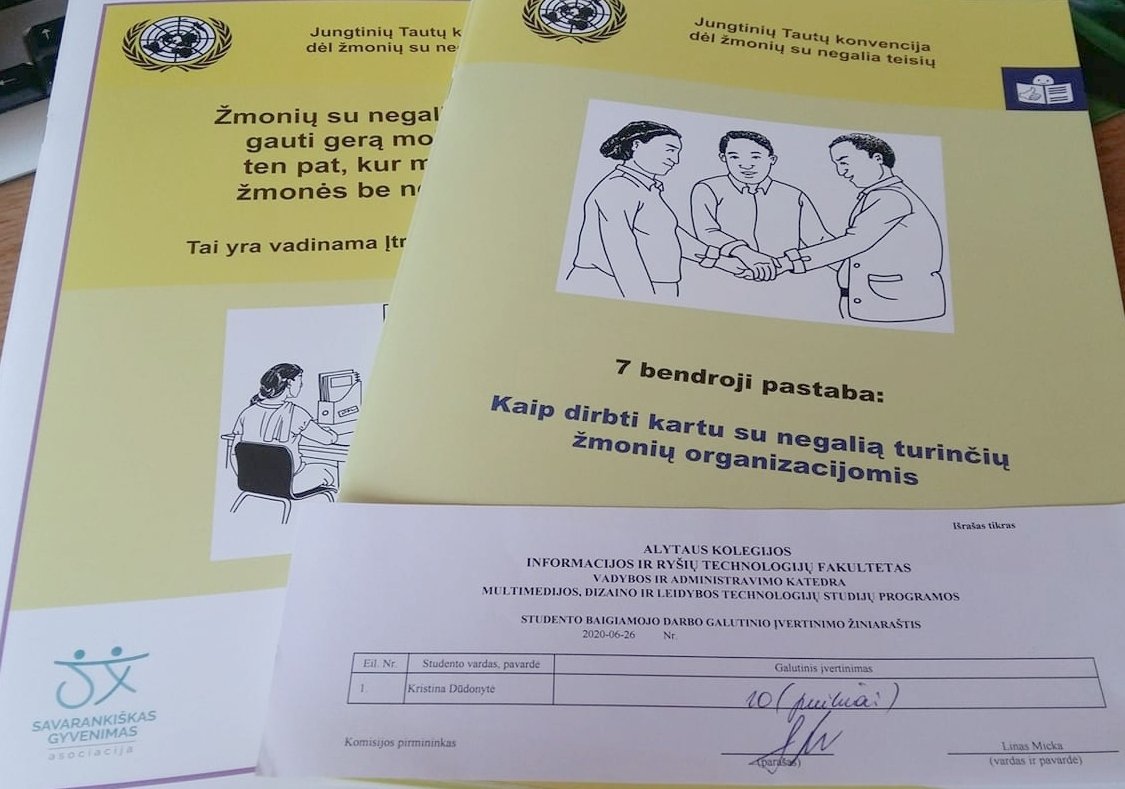 Jungtinių Tautų k
dėl žmonių su ne
Žmonių su negal
gauti gerą mo
ten pat, kur m
žmonės be n
Tai yra vadinama Įtr
SAVARANKIŠKAS
GYVENIMAS
asociacija
Jungtinių Tautų konvencija
dėl žmonių su negalia teisių
7 bendroji pastaba:
Kaip dirbti kartu su negalią turinčių
žmonių organizacijomis
Išrašas tikras
ALYTAUS KOLEGIJOS
INFORMACIJOS IR RYŠIŲ TECHNOLOGIJŲ FAKULTETAS
VADYBOS IR ADMINISTRAVIMO KATEDRA
MULTIMEDIJOS, DIZAINO IR LEIDYBOS TECHNOLOGIJŲ STUDIJŲ PROGRAMOS
STUDENTO BAIGIAMOJO DARBO GALUTINIO ĮVERTINIMO ŽINIARAŠTIS
2020-06-26 Nr.
Eil. Nr. Studento vardas, pavardė Galutinis įvertinimas
1. Kristina Dūdonytė 10 (puikiai)
Komisijos pirmininkas
(parašas)
Linas Micka
(vardas ir pavardė)